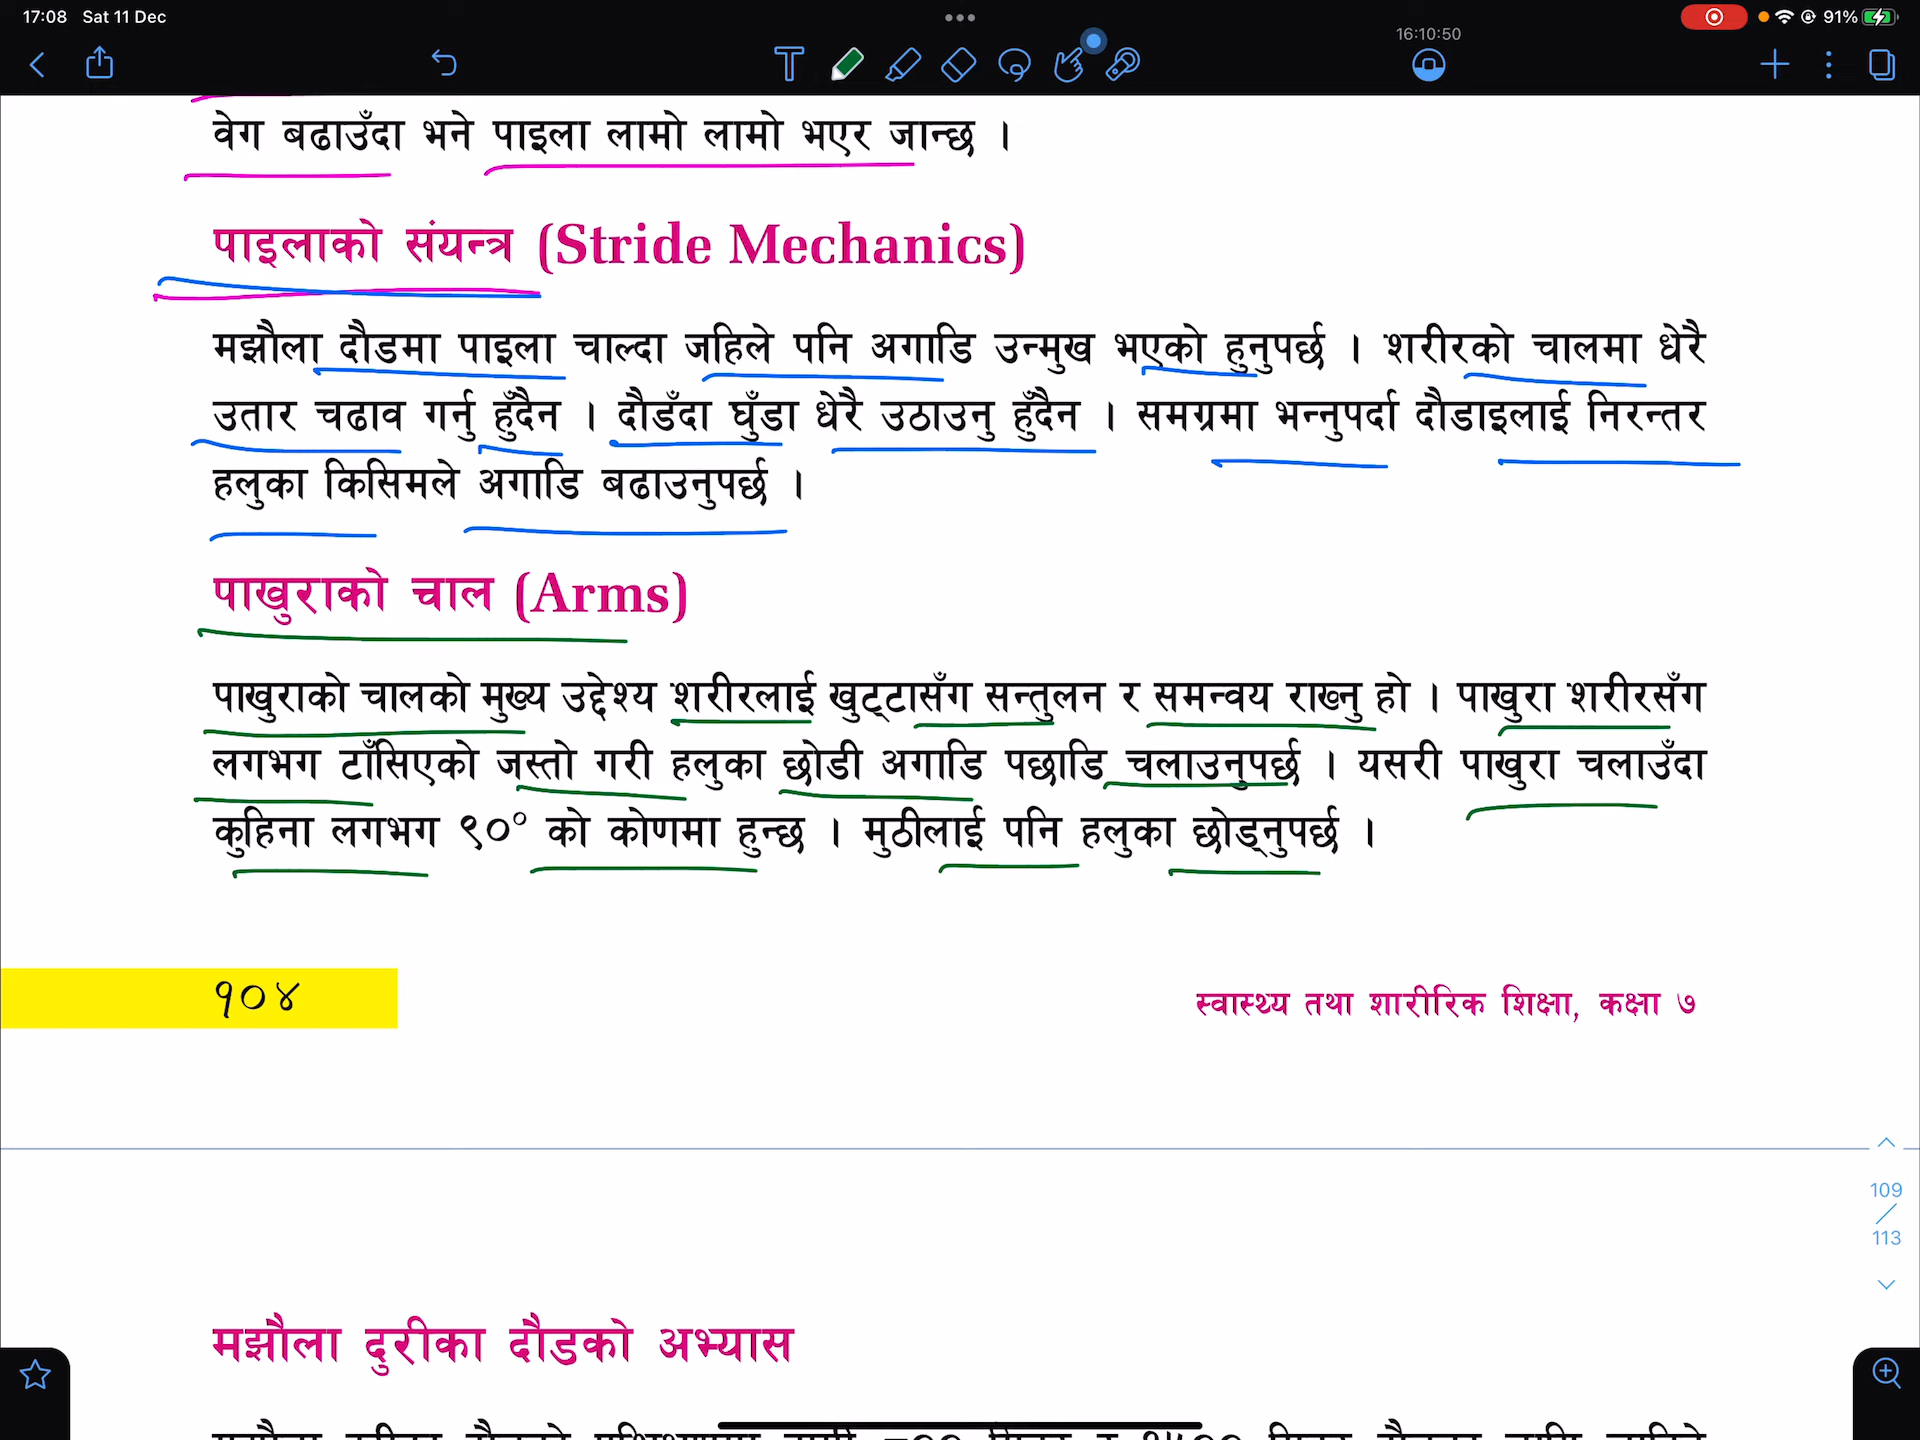 17:08 Sat 11 Dec
91%
16:10:50
वेग बढाउँदा भने पाइला लामो लामो भएर जान्छ ।
पाइलाको संयन्त्र (Stride Mechanics)
मझौला दौडमा पाइला चाल्दा जहिले पनि अगाडि उन्मुख भएको हुनुपर्छ । शरीरको चालमा धेरै
उतार चढाव गर्नु हुँदैन । दौडँदा घुँडा धेरै उठाउनु हुँदैन । समग्रमा भन्नुपर्दा दौडाइलाई निरन्तर
हलुका किसिमले अगाडि बढाउनुपर्छ ।
पाखुराको चाल (Arms)
पाखुराको चालको मुख्य उद्देश्य शरीरलाई खुट्टासँग सन्तुलन र समन्वय राख्नु हो । पाखुरा शरीरसँग
लगभग टाँसिएको जस्तो गरी हलुका छोडी अगाडि पछाडि चलाउनुपर्छ । यसरी पाखुरा चलाउँदा
कुहिना लगभग ९०° को कोणमा हुन्छ । मुठीलाई पनि हलुका छोड्नुपर्छ ।
१०४
स्वास्थ्य तथा शारीरिक शिक्षा, कक्षा ७
109
/
113
मझौला दुरीका दौडको अभ्यास